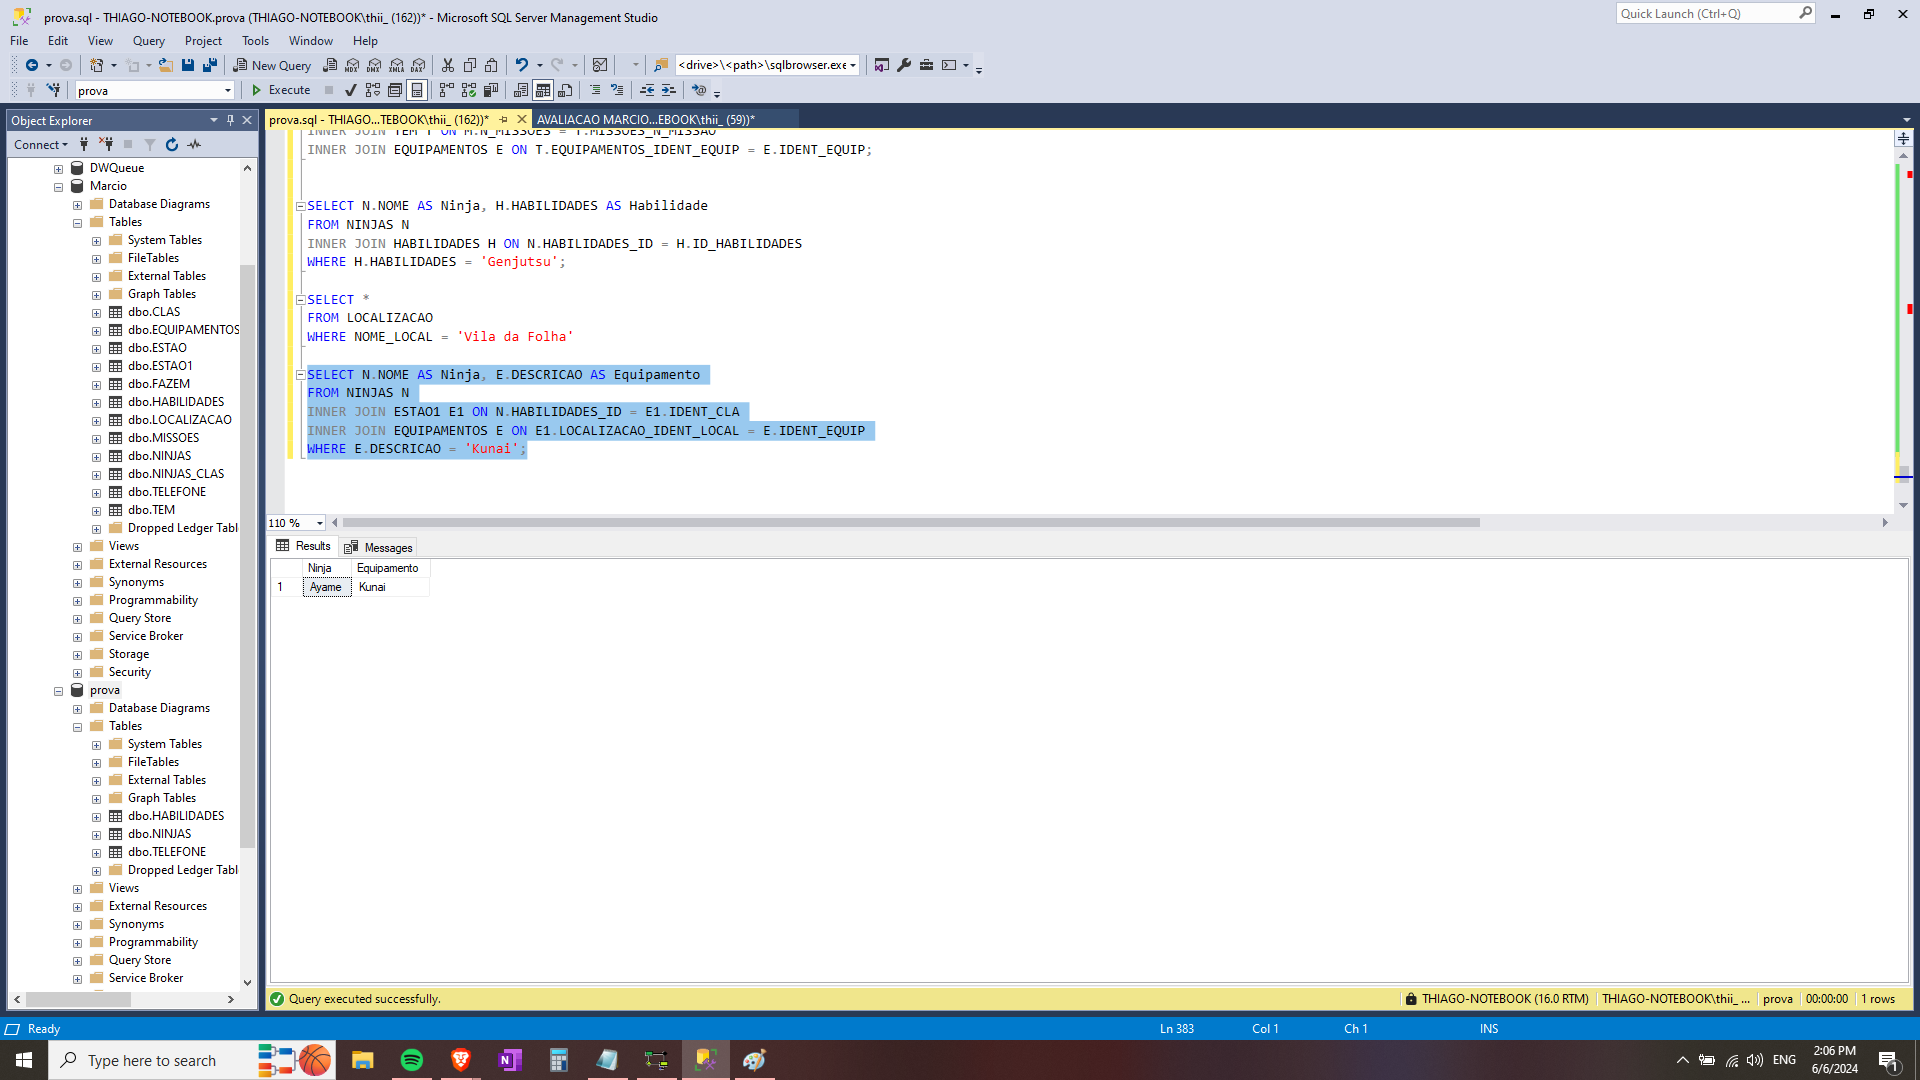 prova.sql - THIAGO-NOTEBOOK.prova (THIAGO-NOTEBOOK\thii_ (162))* - Microsoft SQL Server Management Studio
Quick Launch (Ctrl+Q)
File Edit View Query Project Tools Window Help
New Query
MDX DMX XMLA DAX
<drive>\<path>\sqlbrowser.exe
prova
Execute
Object Explorer
Connect
DWQueue
Marcio
Database Diagrams
Tables
System Tables
FileTables
External Tables
Graph Tables
dbo.CLAS
dbo.EQUIPAMENTOS
dbo.ESTAO
dbo.ESTAO1
dbo.FAZEM
dbo.HABILIDADES
dbo.LOCALIZACAO
dbo.MISSOES
dbo.NINJAS
dbo.NINJAS_CLAS
dbo.TELEFONE
dbo.TEM
Dropped Ledger Tabl
Views
External Resources
Synonyms
Programmability
Query Store
Service Broker
Storage
Security
prova
Database Diagrams
Tables
System Tables
FileTables
External Tables
Graph Tables
dbo.HABILIDADES
dbo.NINJAS
dbo.TELEFONE
Dropped Ledger Tabl
Views
External Resources
Synonyms
Programmability
Query Store
Service Broker
prova.sql - THIAGO...TEBOOK\thii_ (162))*
AVALIACAO MARCIO...EBOOK\thii_ (59))*
INNER JOIN TEM T ON M.N_MISSOES = T.MISSOES_N_MISSAO
INNER JOIN EQUIPAMENTOS E ON T.EQUIPAMENTOS_IDENT_EQUIP = E.IDENT_EQUIP;
SELECT N.NOME AS Ninja, H.HABILIDADES AS Habilidade
FROM NINJAS N
INNER JOIN HABILIDADES H ON N.HABILIDADES_ID = H.ID_HABILIDADES
WHERE H.HABILIDADES = 'Genjutsu';
SELECT *
FROM LOCALIZACAO
WHERE NOME_LOCAL = 'Vila da Folha'
SELECT N.NOME AS Ninja, E.DESCRICAO AS Equipamento
FROM NINJAS N
INNER JOIN ESTAO1 E1 ON N.HABILIDADES_ID = E1.IDENT_CLA
INNER JOIN EQUIPAMENTOS E ON E1.LOCALIZACAO_IDENT_LOCAL = E.IDENT_EQUIP
WHERE E.DESCRICAO = 'Kunai';
110 %
Results Messages
Ninja Equipamento
1 Ayame Kunai
Query executed successfully.
THIAGO-NOTEBOOK (16.0 RTM) THIAGO-NOTEBOOK\thii_ ... prova 00:00:00 1 rows
Ready Ln 383 Col 1 Ch 1 INS
Type here to search
ENG
2:06 PM
6/6/2024
1